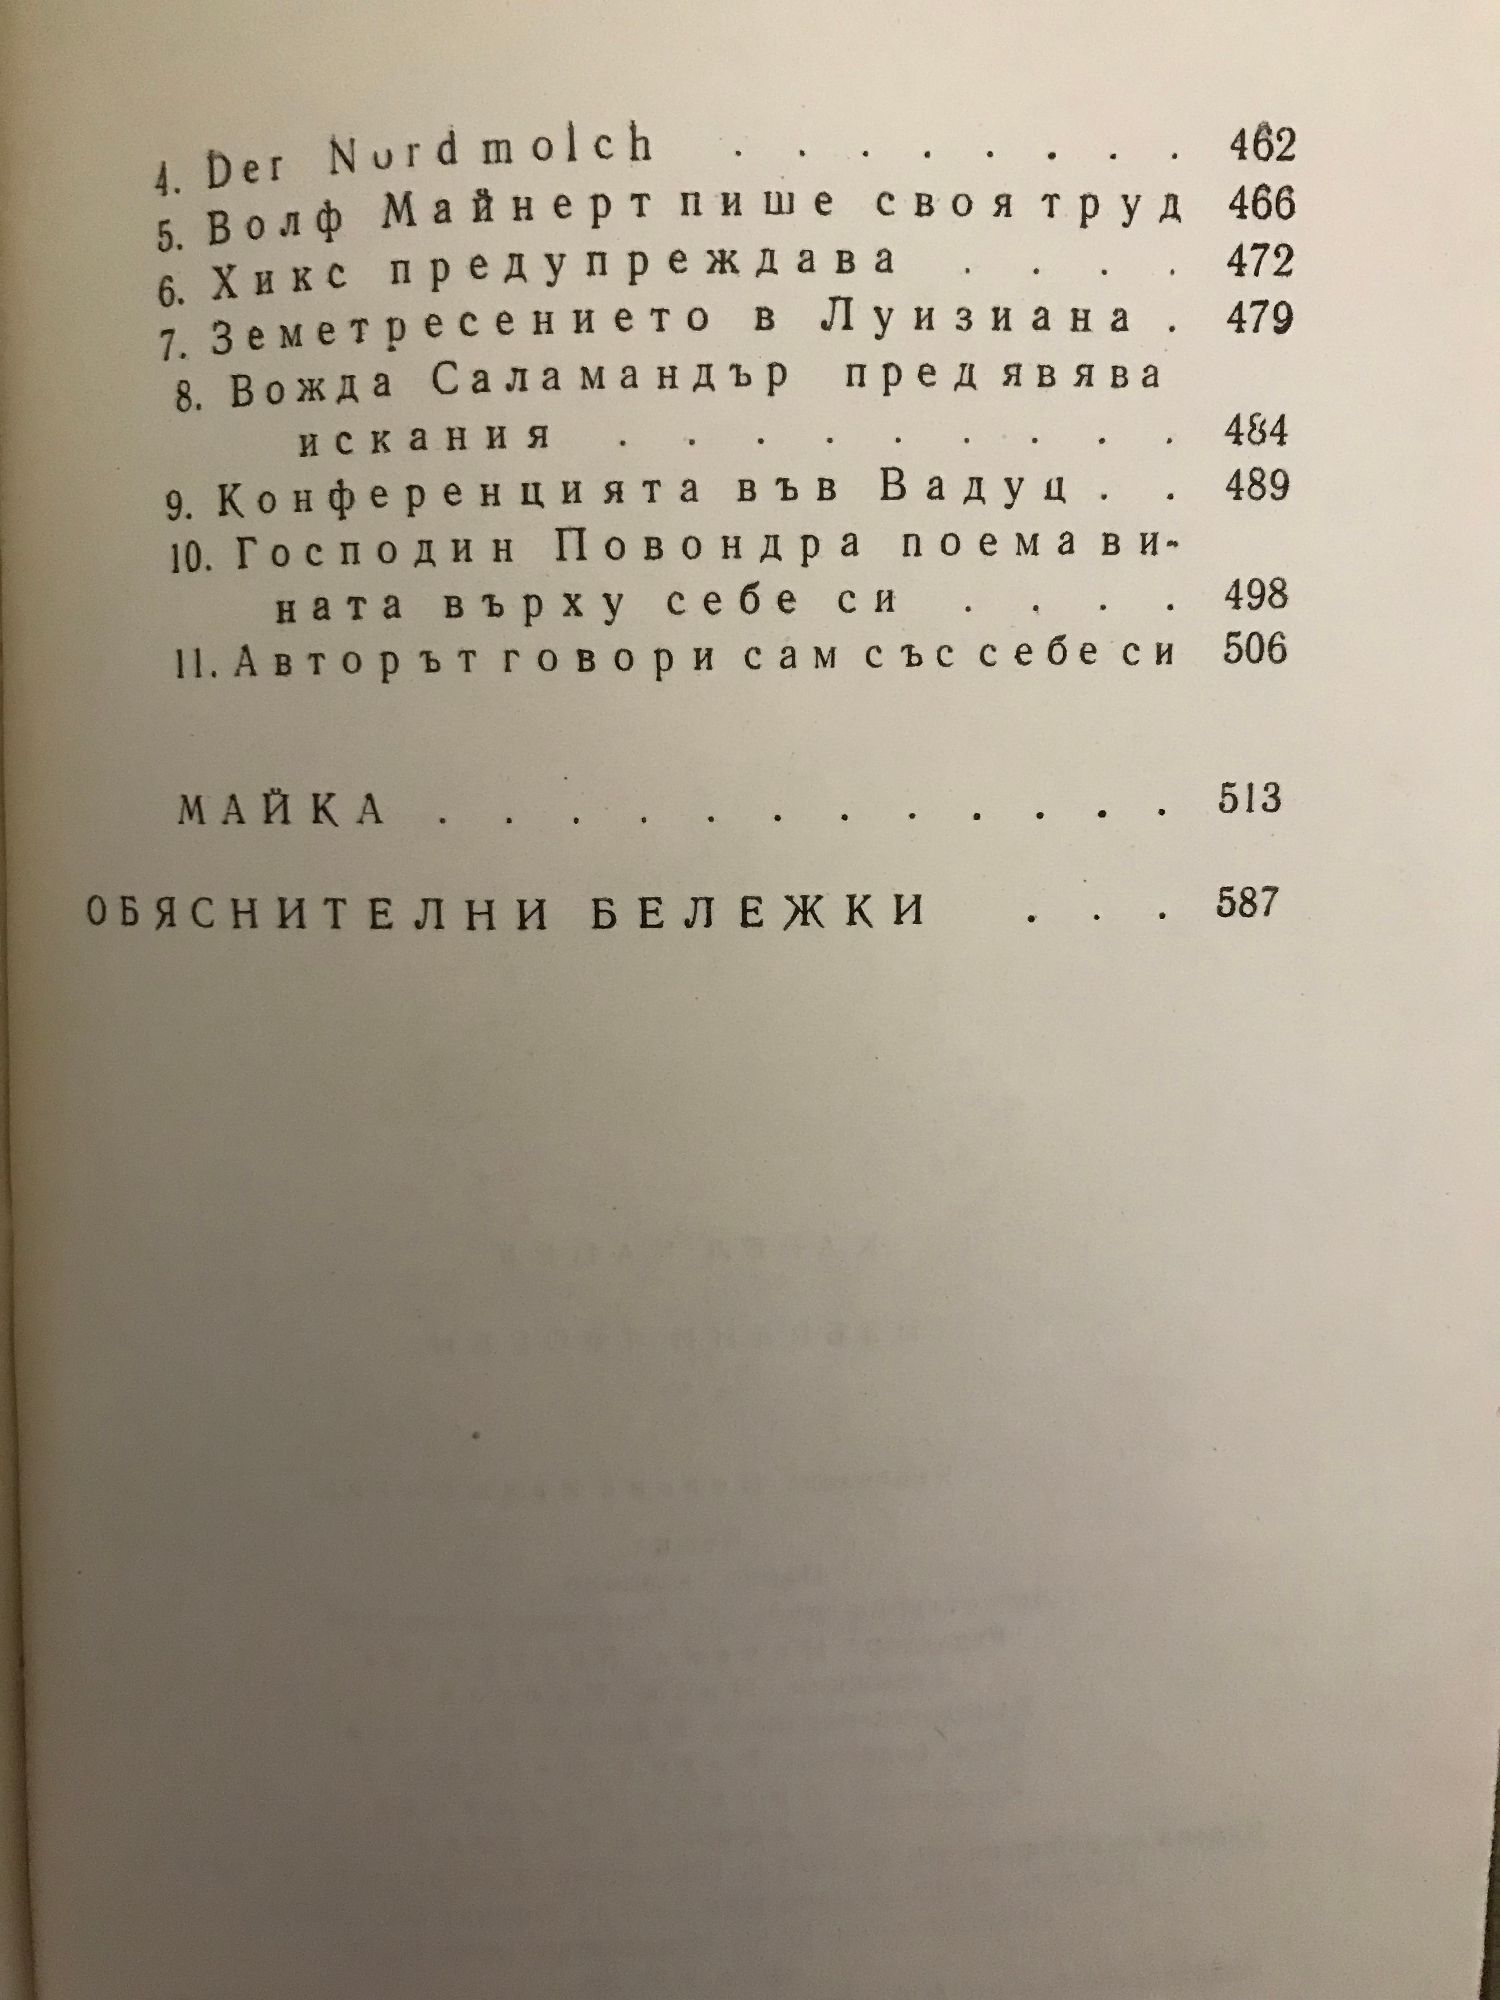 4. Der Nordmolch . . . . . . . . 462
5. Волф Майнерт пише своя труд 466
6. Хикс предупреждава . . . . 472
7. Земетресението в Луизиана . 479
8. Вожда Саламандър предявява
искания . . . . . . . . . 484
9. Конференцията във Вадуц . . 489
10. Господин Повондра поема ви-
ната върху себе си . . . . 498
11. Авторът говори сам със себе си 506
МАЙКА . . . . . . . . . . . . 513
ОБЯСНИТЕЛНИ БЕЛЕЖКИ . . . 587